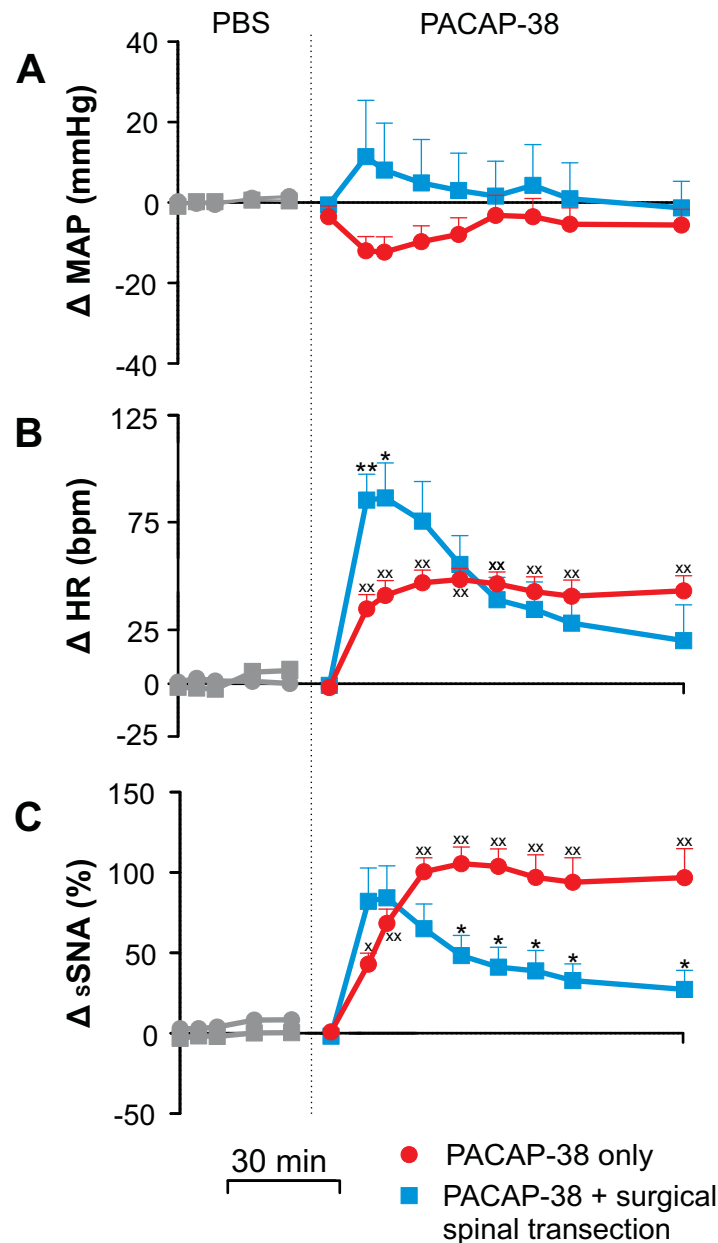 PBS PACAP-38
A
Δ MAP (mmHg)
40
20
0
-20
-40
B
Δ HR (bpm)
125
75
25
0
-25
** *
xx xx xx xx xx xx xx xx
C
Δ sSNA (%)
150
100
50
0
-50
x xx xx xx xx xx xx xx
* * * * *
30 min
PACAP-38 only
PACAP-38 + surgical
spinal transection